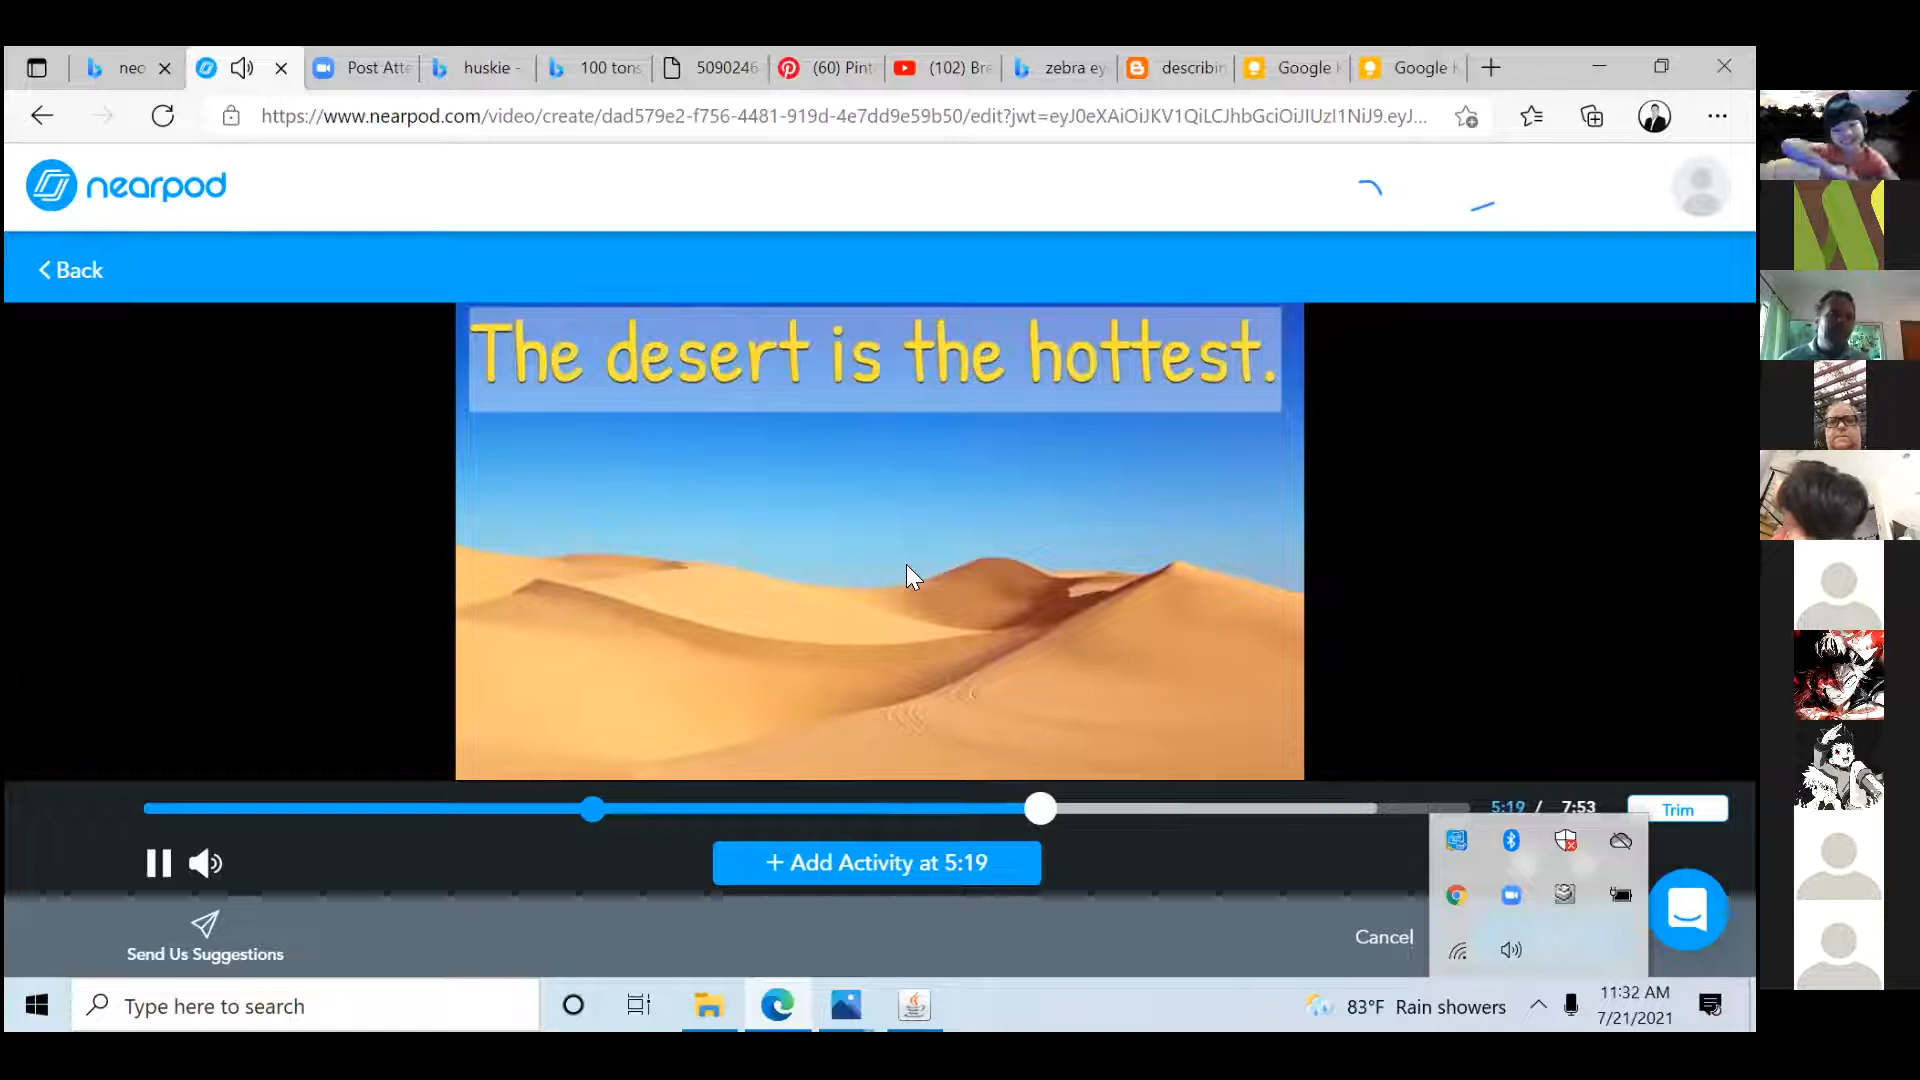 neo
Post Atte
huskie -
100 tons
5090246
(60) Pint
(102) Bre
zebra ey
describin
Google K
Google K
https://www.nearpod.com/video/create/dad579e2-f756-4481-919d-4e7dd9e59b50/edit?jwt=eyJ0eXAiOiJKV1QiLCJhbGciOiJIUzI1NiJ9.eyJ...
nearpod
Back
The desert is the hottest.
5:19 / 7:53
Trim
+ Add Activity at 5:19
Send Us Suggestions
Cancel
Type here to search
83°F Rain showers
11:32 AM
7/21/2021